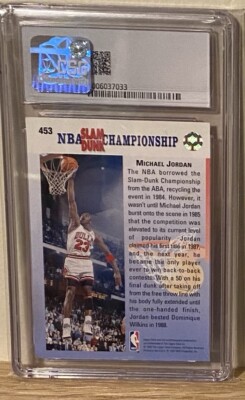 006037033
453
NBA SLAM DUNK CHAMPIONSHIP
MICHAEL JORDAN
The NBA borrowed the
Slam-Dunk Championship
from the ABA, recycling the
event in 1984. However, it
wasn't until Michael Jordan
burst onto the scene in 1985
that the competition was
elevated to its current level
of popularity. Jordan
claimed his first title in 1987
and the next year, he
became the only player
ever to win back-to-back
contests. With a 50 on his
final dunk after taking off
from the free throw line with
his body fully extended until
the one-handed finish,
Jordan bested Dominique
Wilkins in 1988.
BULLS
23
NBA